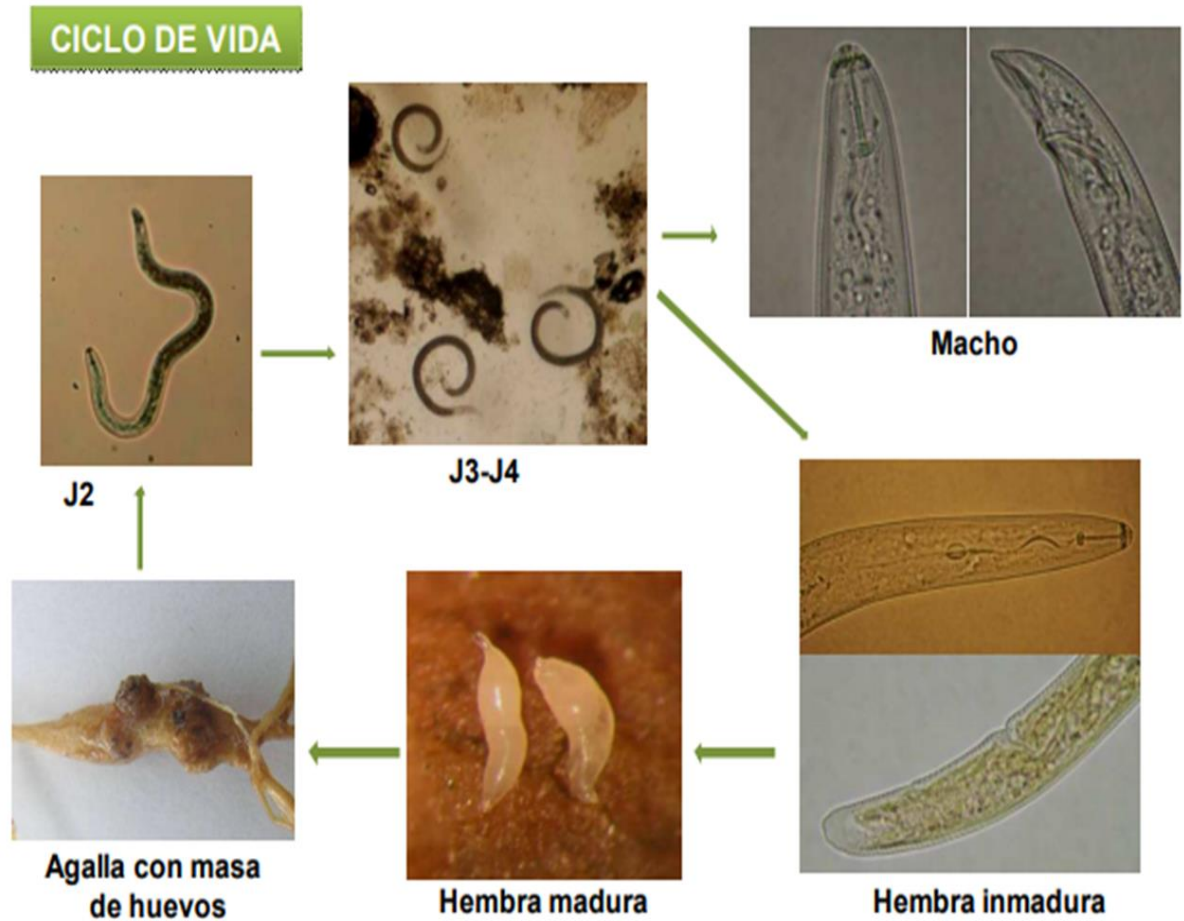 CICLO DE VIDA
Macho
J2
J3-J4
Agalla con masa
de huevos
Hembra madura
Hembra inmadura